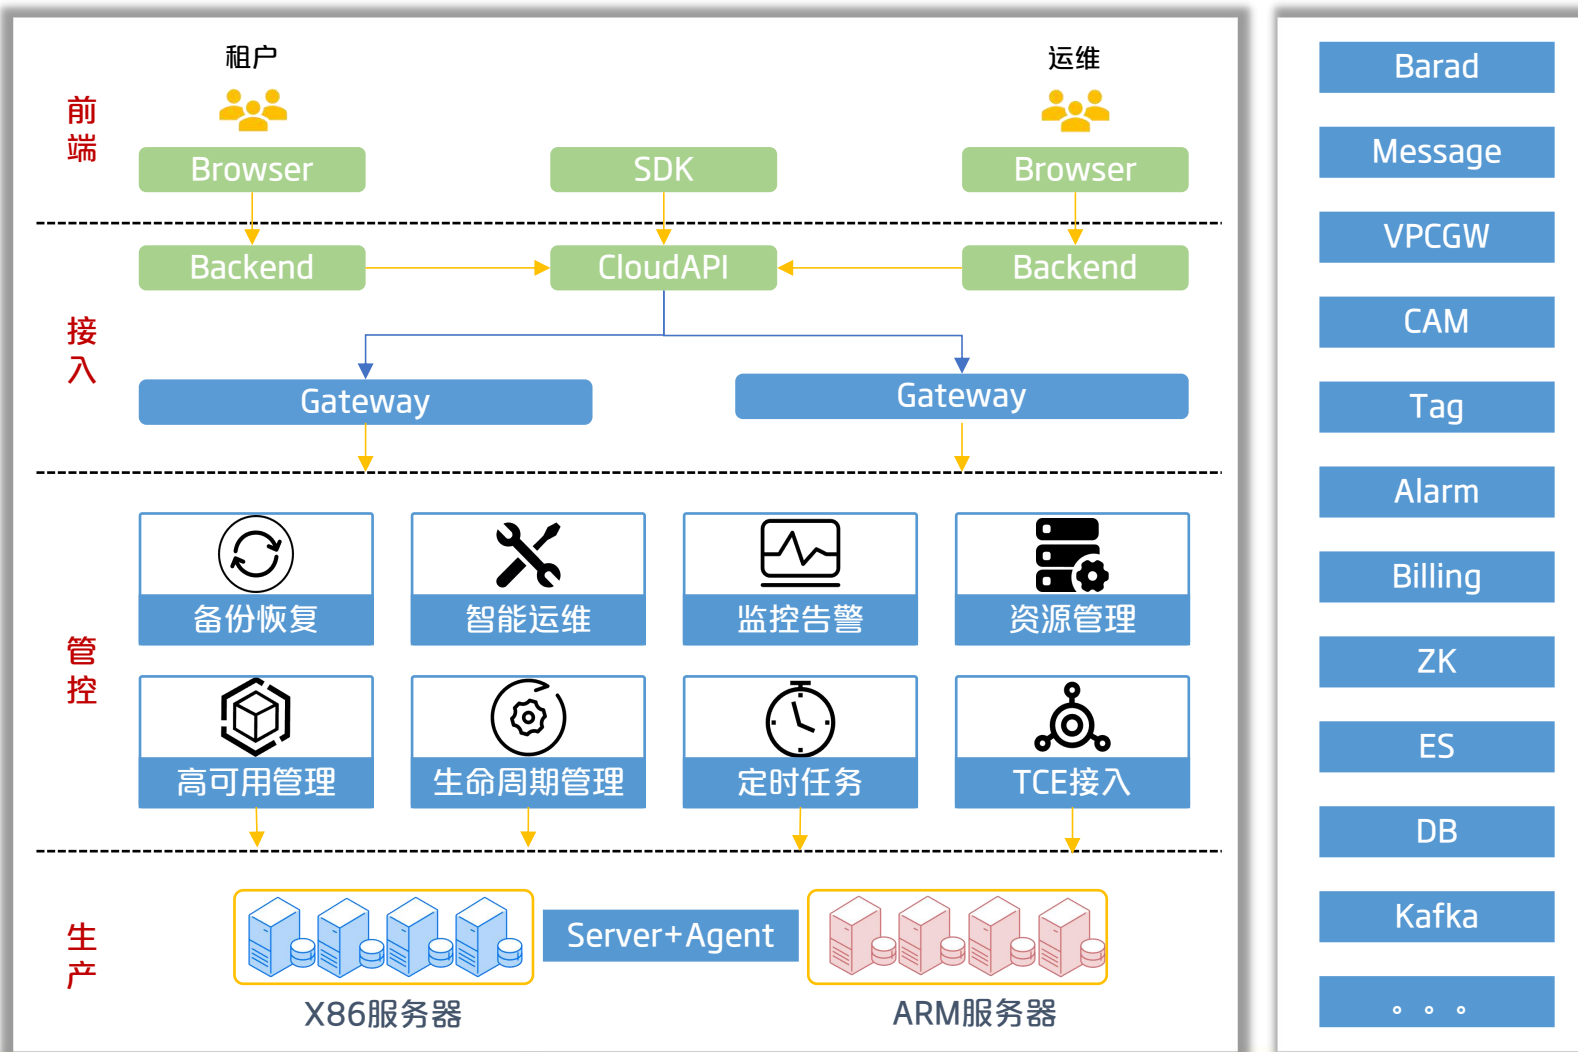 租户
运维
前端
Browser
SDK
Browser
接入
Backend
CloudAPI
Backend
Gateway
Gateway
管控
备份恢复
智能运维
监控告警
资源管理
高可用管理
生命周期管理
定时任务
TCE接入
生产
Server+Agent
X86服务器
ARM服务器
Barad
Message
VPCGW
CAM
Tag
Alarm
Billing
ZK
ES
DB
Kafka
。。。